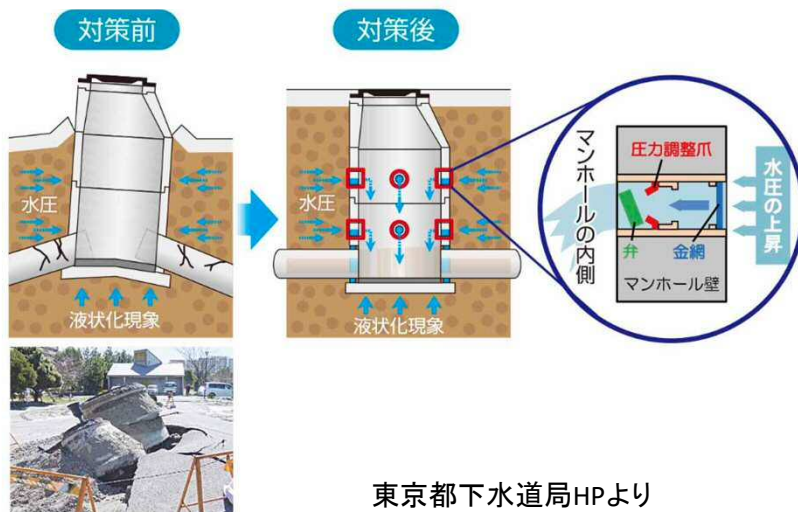 対策前
対策後
水圧
液状化現象
水圧
液状化現象
マンホールの内側
圧力調整爪
弁
金網
マンホール壁
水圧の上昇
東京都下水道局HPより